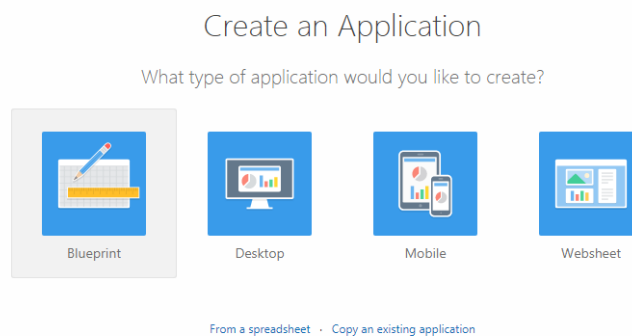 Create an Application
What type of application would you like to create?
Blueprint Desktop Mobile Websheet
From a spreadsheet · Copy an existing application